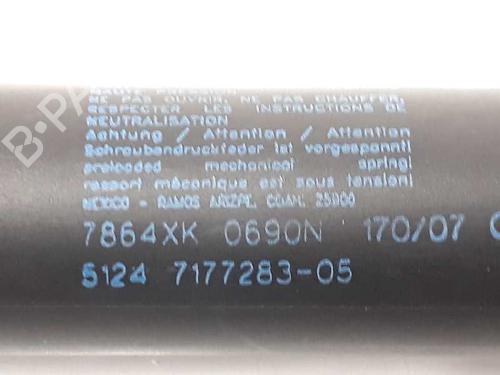 HAUTE PRESSION
NE PAS OUVRIR, NE PAS CHAUFFER,
RESPECTER LES INSTRUCTIONS DE
NEUTRALISATION
Achtung / Attention / Attention
Schraubendruckfeder ist vorgespannt!
preloaded mechanical spring!
ressort mécanique est sous tension!
MEXICO - RAMOS ARIZPE, COAH. 25900
7864XK 0690N 170/07
5124 7177283-05